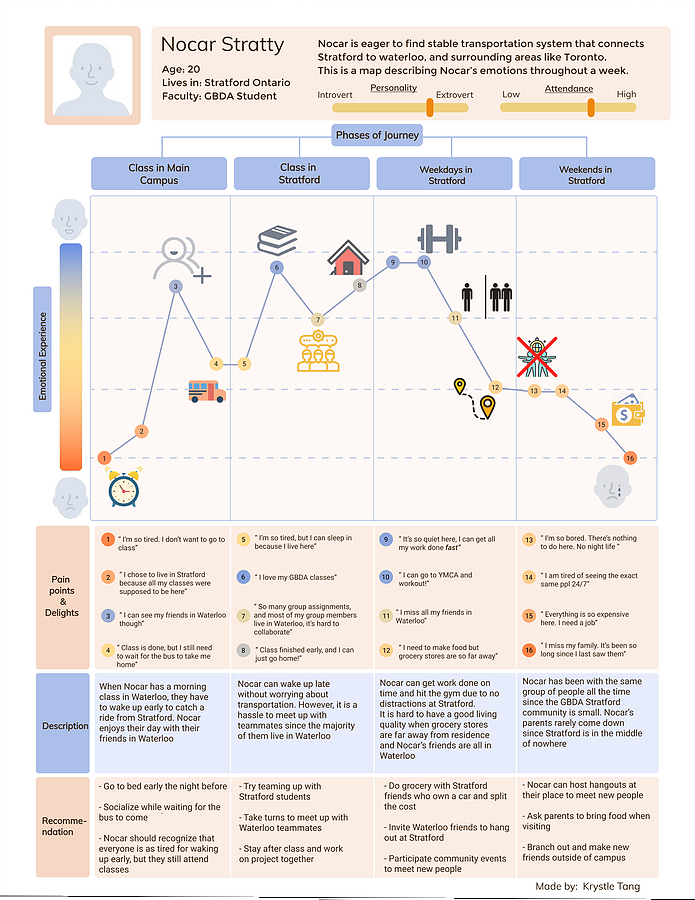 Nocar Stratty
Age: 20
Lives in: Stratford Ontario
Faculty: GBDA Student
Nocar is eager to find stable transportation system that connects
Stratford to waterloo, and surrounding areas like Toronto.
This is a map describing Nocar's emotions throughout a week.
Personality
Introvert
Extrovert
Attendance
Low
High
Phases of Journey
Class in Main
Campus
Class in
Stratford
Weekdays in
Stratford
Weekends in
Stratford
Emotional Experience
1
2
3
4
5
6
7
8
9
10
11
12
13
14
15
16
$
Pain
points
&
Delights
1 " I'm so tired. I don't want to go to
class"
2 " I chose to live in Stratford
because all my classes were
supposed to be here"
3 " I can see my friends in Waterloo
though"
4 " Class is done, but I still need
to wait for the bus to take me
home"
5 " I'm so tired, but I can sleep in
because I live here"
6 " I love my GBDA classes"
7 " So many group assignments,
and most of my group members
live in Waterloo, it's hard to
collaborate"
8 " Class finished early, and I can
just go home!"
9 " It's so quiet here, I can get all
my work done fast"
10 " I can go to YMCA and
workout!"
11 " I miss all my friends in
Waterloo"
12 " I need to make food but
grocery stores are so far away"
13 " I'm so bored. There's nothing
to do here. No night life "
14 " I am tired of seeing the exact
same ppl 24/7"
15 " Everything is so expensive
here. I need a job"
16 " I miss my family. It's been so
long since I last saw them"
Description
When Nocar has a morning
class in Waterloo, they have
to wake up early to catch a
ride from Stratford. Nocar
enjoys their day with their
friends in Waterloo
Nocar can wake up late
without worrying about
transportation. However, it is a
hassle to meet up with
teammates since the majority
of them live in Waterloo
Nocar can get work done on
time and hit the gym due to no
distractions at Stratford.
It is hard to have a good living
quality when grocery stores
are far away from residence
and Nocar's friends are all in
Waterloo
Nocar has been with the same
group of people all the time
since the GBDA Stratford
community is small. Nocar's
parents rarely come down
since Stratford is in the middle
of nowhere
Recomme-
ndation
- Go to bed early the night before
- Socialize while waiting for the
bus to come
- Nocar should recognize that
everyone is as tired for waking
up early, but they still attend
classes
- Try teaming up with
Stratford students
- Take turns to meet up with
Waterloo teammates
- Stay after class and work
on project together
- Do grocery with Stratford
friends who own a car and split
the cost
- Invite Waterloo friends to hang
out at Stratford
- Participate community events
to meet new people
- Nocar can host hangouts at
their place to meet new people
- Ask parents to bring food when
visiting
- Branch out and make new
friends outside of campus
Made by: Krystle Tang